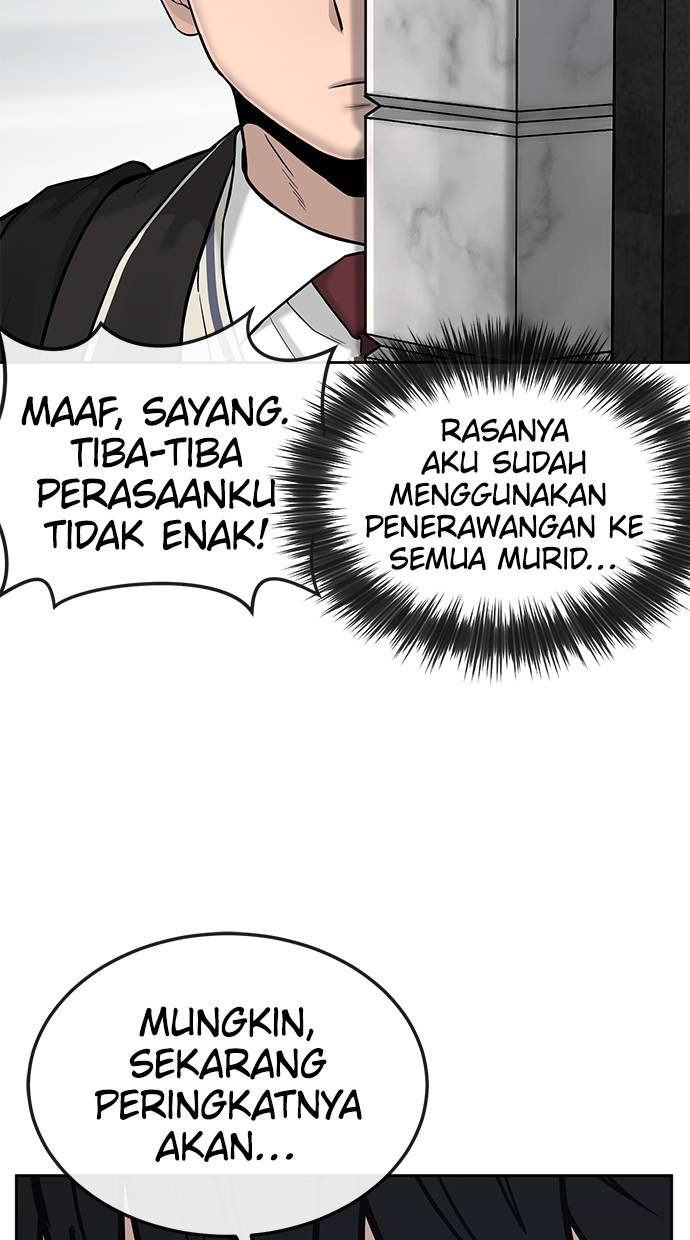 MAAF, SAYANG.
TIBA-TIBA
PERASAANKU
TIDAK ENAK!
RASANYA
AKU SUDAH
MENGGUNAKAN
PENERAWANGAN KE
SEMUA MURID...
MUNGKIN,
SEKARANG
PERINGKATNYA
AKAN...